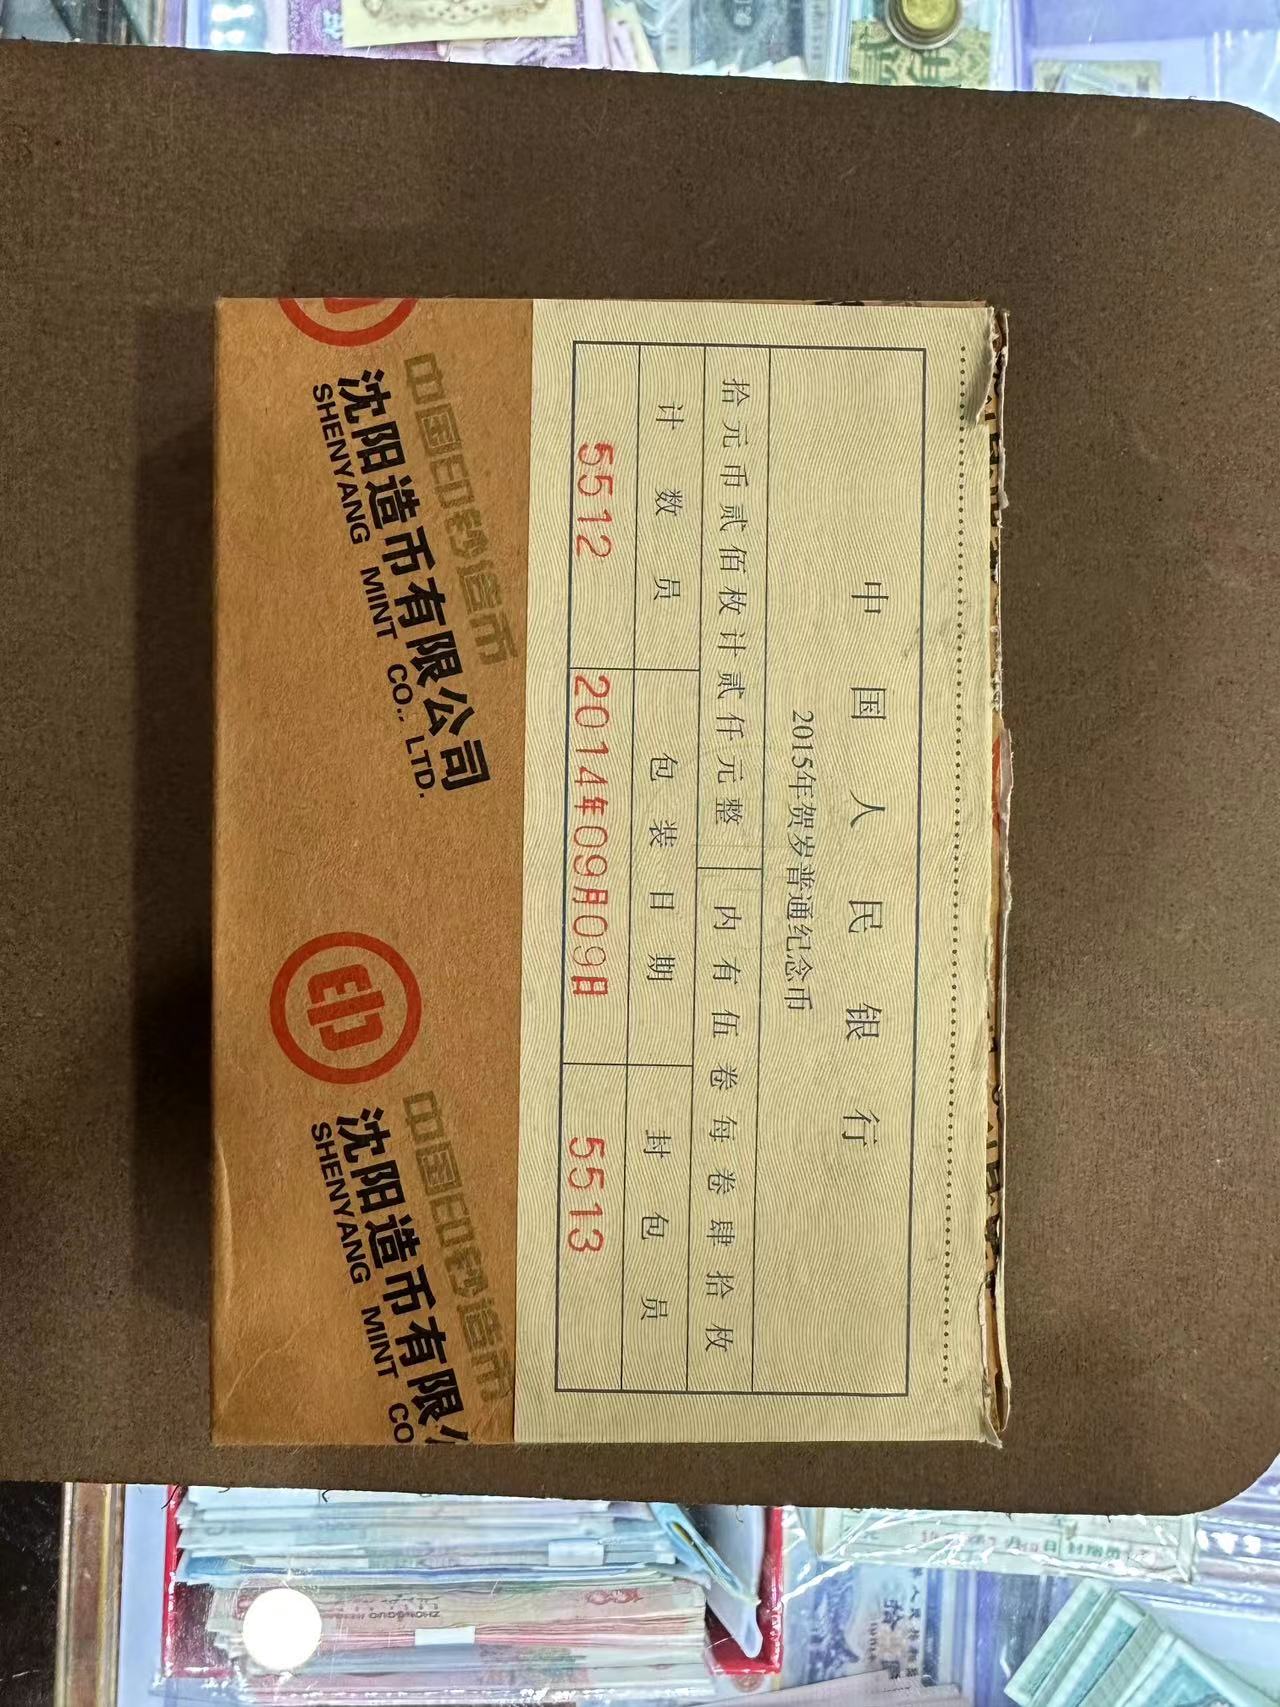 中国人民银行
2015年贺岁普通纪念币
拾元币贰佰枚计贰仟元整 内有伍卷每卷肆拾枚
计数员 包装日期 封包员
5512 2014年09月09日 5513
中国印钞造币
沈阳造币有限公司
SHENYANG MINT CO., LTD.
中国印钞造币
沈阳造币有限公
SHENYANG MINT CO